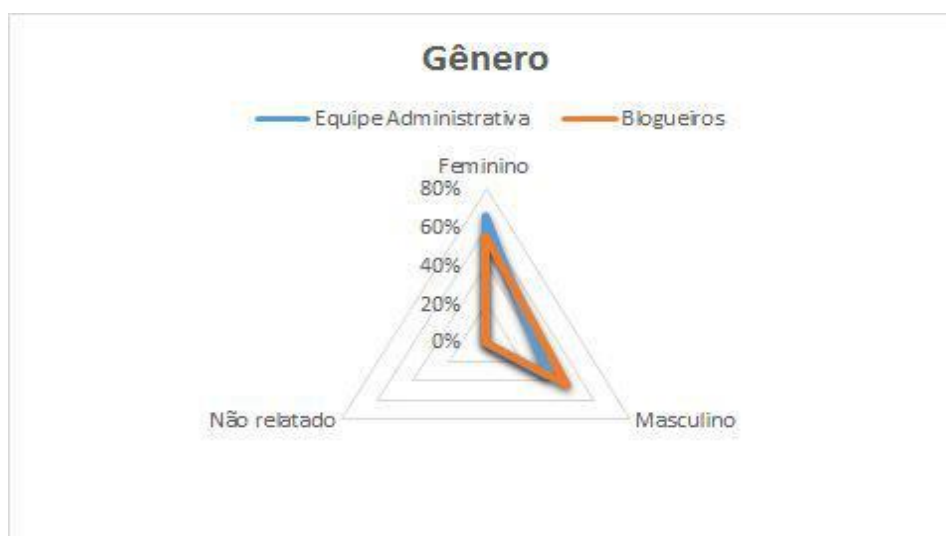 Gênero
Equipe Administrativa Blogueiros
Feminino
80%
60%
40%
20%
0%
Não relatado Masculino